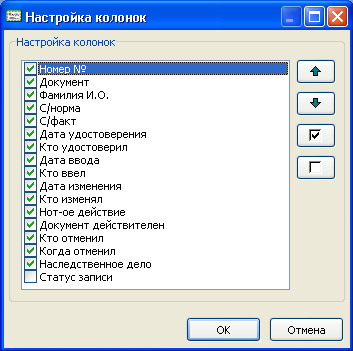 Настройка колонок
Настройка колонок
Номер №
Документ
Фамилия И.О.
С/норма
С/факт
Дата удостоверения
Кто удостоверил
Дата ввода
Кто ввел
Дата изменения
Кто изменял
Нот-ое действие
Документ действителен
Кто отменил
Когда отменил
Наследственное дело
Статус записи
OK
Отмена